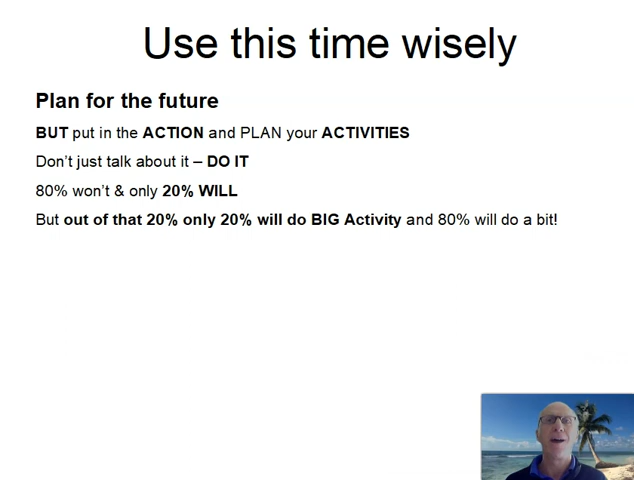 Use this time wisely
Plan for the future
BUT put in the ACTION and PLAN your ACTIVITIES
Don't just talk about it – DO IT
80% won't & only 20% WILL
But out of that 20% only 20% will do BIG Activity and 80% will do a bit!